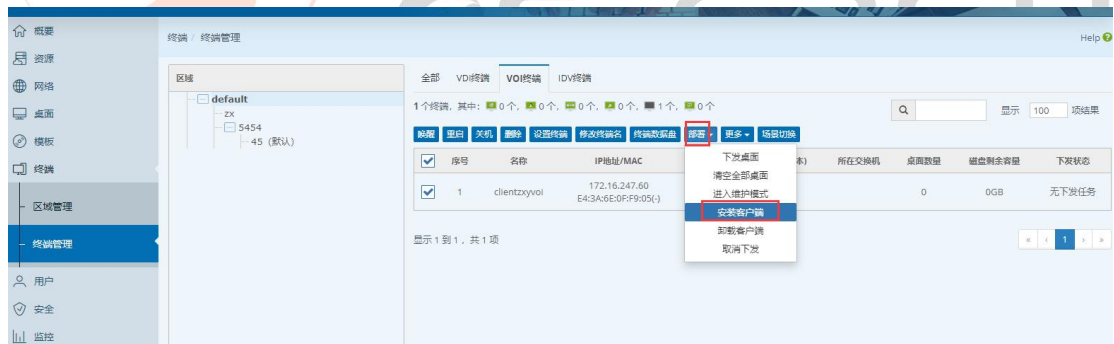 概要
资源
网络
桌面
模板
终端
区域管理
终端管理
用户
安全
监控
终端 / 终端管理
Help
区域
default
zx
5454
45 (默认)
全部 VDI终端 VOI终端 IDV终端
1个终端, 其中: 0个, 0个, 0个, 0个, 1个, 0个
显示 100 项结果
唤醒 重启 关机 删除 设置终端 修改终端名 终端数据盘 部署 更多 场景切换
序号 名称 IP地址/MAC 本) 所在交换机 桌面数量 磁盘剩余容量 下发状态
1 clientzxyvoi 172.16.247.60 0 0GB 无下发任务
E4:3A:6E:0F:F9:05(-)
下发桌面
清空全部桌面
进入维护模式
安装客户端
卸载客户端
取消下发
显示 1 到 1 , 共 1 项
« ‹ 1 › »